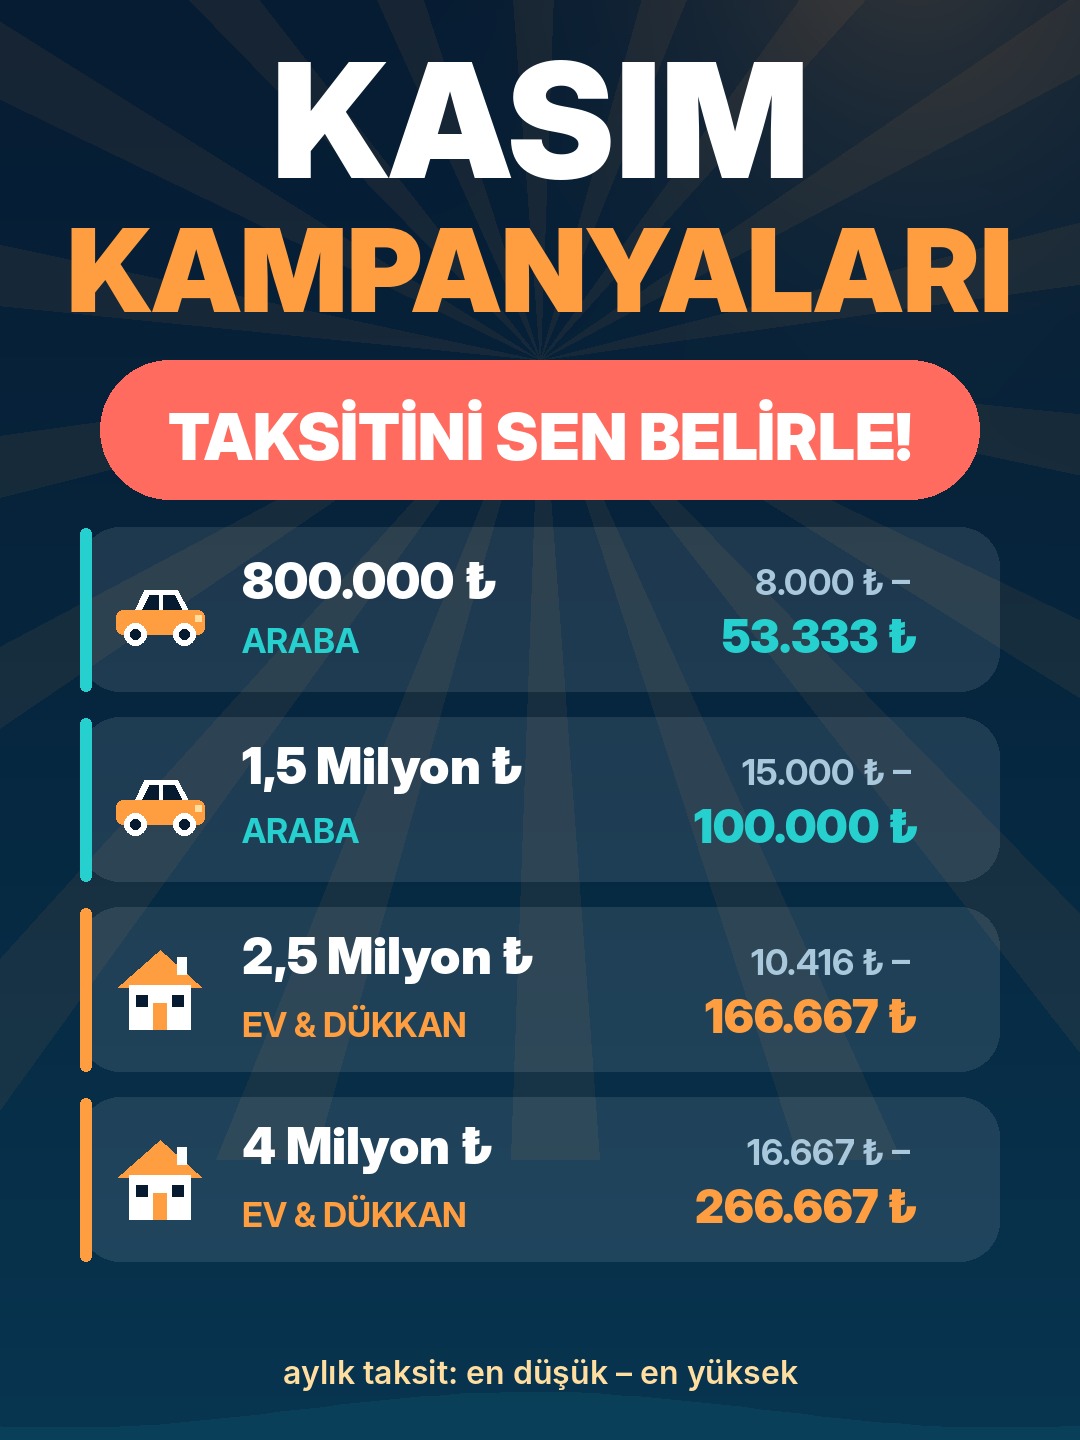 KASIM
KAMPANYALARI
TAKSİTİNİ SEN BELİRLE!
800.000 ₺
ARABA
8.000 ₺ –
53.333 ₺
1,5 Milyon ₺
ARABA
15.000 ₺ –
100.000 ₺
2,5 Milyon ₺
EV & DÜKKAN
10.416 ₺ –
166.667 ₺
4 Milyon ₺
EV & DÜKKAN
16.667 ₺ –
266.667 ₺
aylık taksit: en düşük – en yüksek